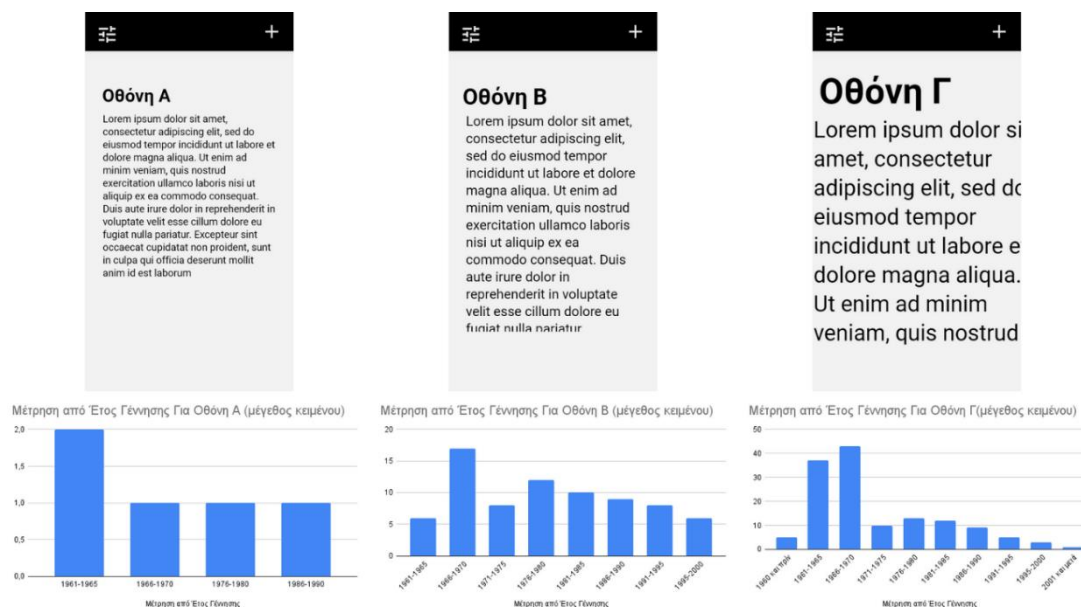 Οθόνη Α
Lorem ipsum dolor sit amet,
consectetur adipiscing elit, sed do
eiusmod tempor incididunt ut labore et
dolore magna aliqua. Ut enim ad
minim veniam, quis nostrud
exercitation ullamco laboris nisi ut
aliquip ex ea commodo consequat.
Duis aute irure dolor in reprehenderit in
voluptate velit esse cillum dolore eu
fugiat nulla pariatur. Excepteur sint
occaecat cupidatat non proident, sunt
in culpa qui officia deserunt mollit
anim id est laborum
Οθόνη Β
Lorem ipsum dolor sit amet,
consectetur adipiscing elit,
sed do eiusmod tempor
incididunt ut labore et dolore
magna aliqua. Ut enim ad
minim veniam, quis nostrud
exercitation ullamco laboris
nisi ut aliquip ex ea
commodo consequat. Duis
aute irure dolor in
reprehenderit in voluptate
velit esse cillum dolore eu
fugiat nulla pariatur
Οθόνη Γ
Lorem ipsum dolor si
amet, consectetur
adipiscing elit, sed do
eiusmod tempor
incididunt ut labore e
dolore magna aliqua.
Ut enim ad minim
veniam, quis nostrud
Μέτρηση από Έτος Γέννησης Για Οθόνη Α (μέγεθος κειμένου)
2,0
1,5
1,0
0,5
0,0
1961-1965 1966-1970 1976-1980 1986-1990
Μέτρηση από Έτος Γέννησης
Μέτρηση από Έτος Γέννησης Για Οθόνη Β (μέγεθος κειμένου)
20
15
10
5
0
1961-1965 1966-1970 1971-1975 1976-1980 1981-1985 1986-1990 1991-1995 1995-2000
Μέτρηση από Έτος Γέννησης
Μέτρηση από Έτος Γέννησης Για Οθόνη Γ(μέγεθος κειμένου)
50
40
30
20
10
0
1960 και πρίν 1961-1965 1966-1970 1971-1975 1976-1980 1981-1985 1986-1990 1991-1995 1995-2000 2001 και μετά
Μέτρηση από Έτος Γέννησης